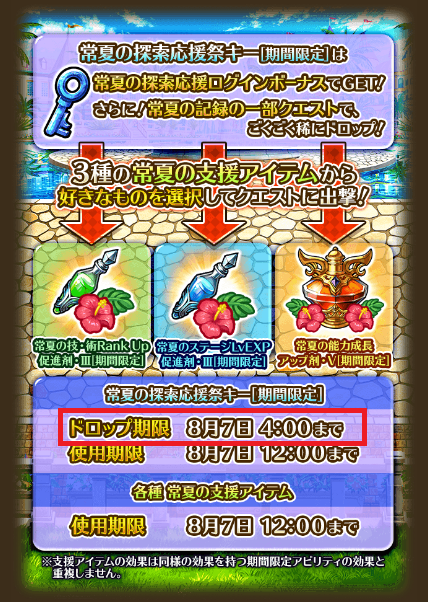 常夏の探索応援祭キー[期間限定]は
常夏の探索応援ログインボーナスでGET!
さらに!常夏の記録の一部クエストで、
ごくごく稀にドロップ!
3種の常夏の支援アイテムから
好きなものを選択してクエストに出撃!
常夏の技・術Rank Up
促進剤・Ⅲ[期間限定]
常夏のステージLvEXP
促進剤・Ⅲ[期間限定]
常夏の能力成長
アップ剤・Ⅴ[期間限定]
常夏の探索応援祭キー[期間限定]
ドロップ期限 8月7日 4:00まで
使用期限 8月7日 12:00まで
各種 常夏の支援アイテム
使用期限 8月7日 12:00まで
※支援アイテムの効果は同様の効果を持つ期間限定アビリティの効果と
重複しません。